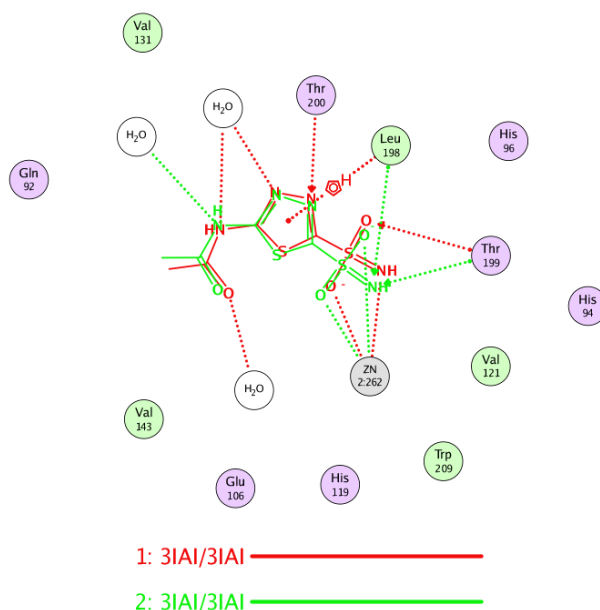 Val
131
H₂O
H₂O
Thr
200
Leu
198
His
96
Gln
92
H
N
N
H
HN
N
O
S
S
O
O
NH
Thr
199
S
S
O
O
O
O
NH
His
94
ZN
2:262
Val
121
H₂O
Val
143
Trp
209
Glu
106
His
119
1: 3IAI/3IAI
2: 3IAI/3IAI